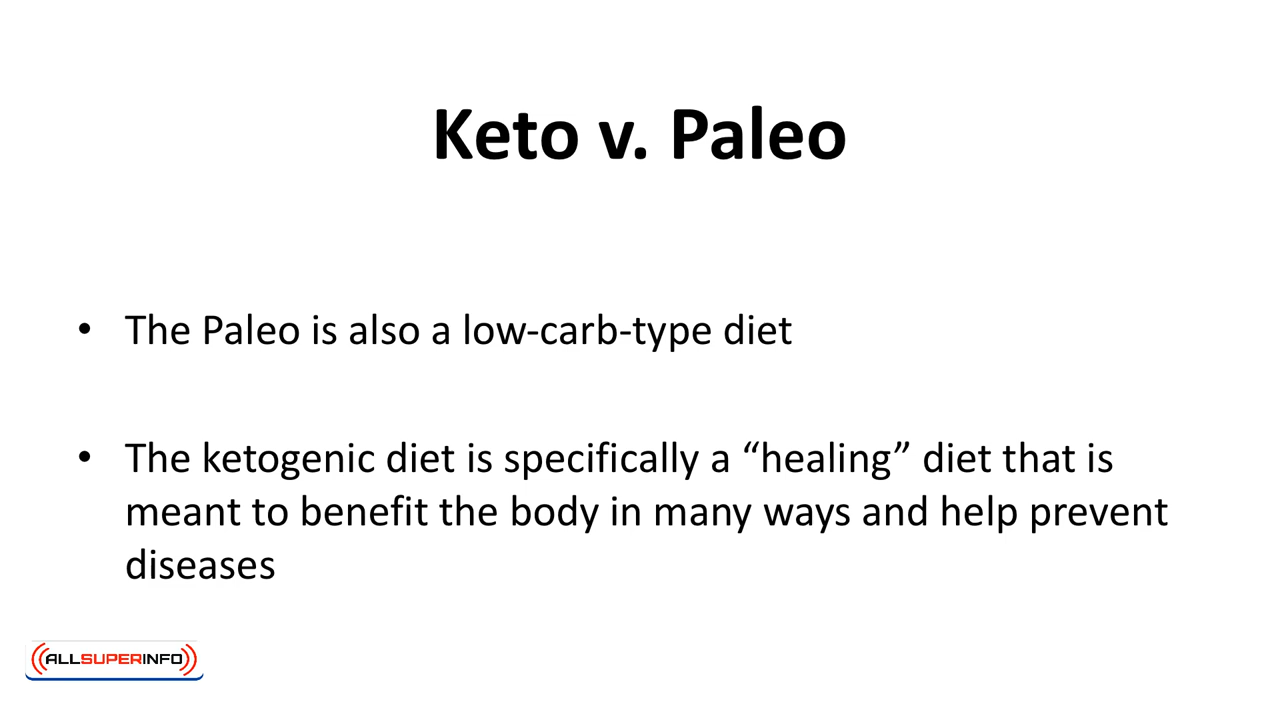 Keto v. Paleo
• The Paleo is also a low-carb-type diet
• The ketogenic diet is specifically a “healing” diet that is
meant to benefit the body in many ways and help prevent
diseases
ALLSUPERINFO